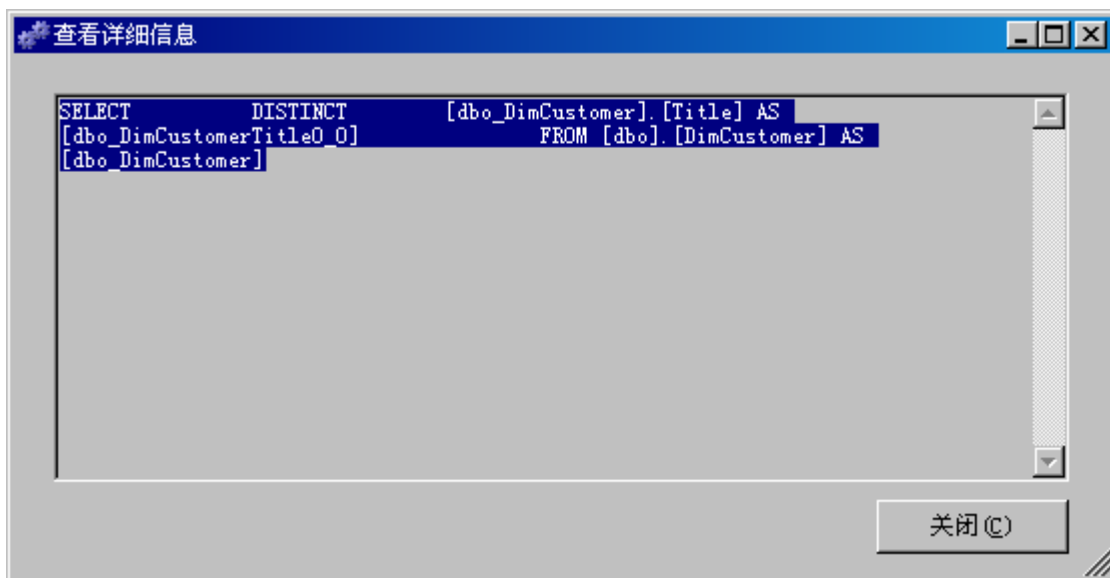 查看详细信息
SELECT DISTINCT [dbo_DimCustomer].[Title] AS
[dbo_DimCustomerTitle0_0] FROM [dbo].[DimCustomer] AS
[dbo_DimCustomer]
关闭(C)